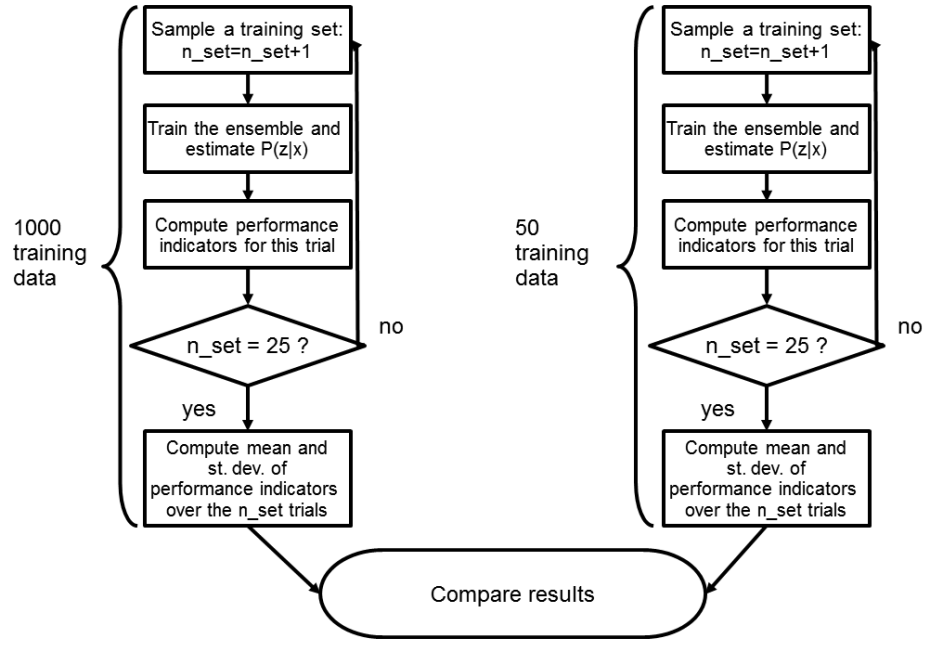 1000
training
data
Sample a training set:
n_set=n_set+1
Train the ensemble and
estimate P(z|x)
Compute performance
indicators for this trial
n_set = 25 ?
no
yes
Compute mean and
st. dev. of
performance indicators
over the n_set trials
50
training
data
Sample a training set:
n_set=n_set+1
Train the ensemble and
estimate P(z|x)
Compute performance
indicators for this trial
n_set = 25 ?
no
yes
Compute mean and
st. dev. of
performance indicators
over the n_set trials
Compare results